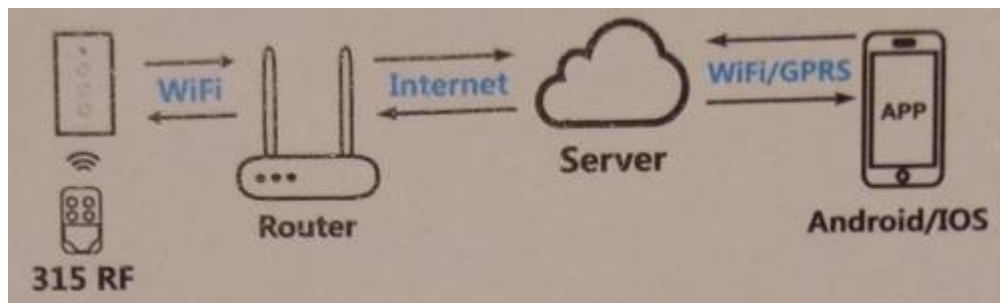 WiFi
Internet
WiFi/GPRS
APP
Server
Router
Android/IOS
315 RF